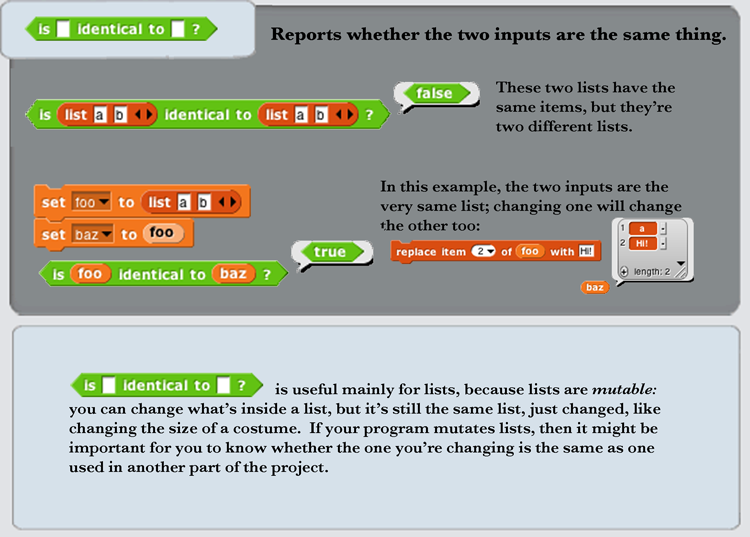 is identical to ?
Reports whether the two inputs are the same thing.
is list a b identical to list a b ?
false
These two lists have the
same items, but they're
two different lists.
set foo to list a b
set baz to foo
is foo identical to baz ?
true
In this example, the two inputs are the
very same list; changing one will change
the other too:
replace item 2 of foo with Hi!
baz
1 a
2 Hi!
length: 2
is identical to ? is useful mainly for lists, because lists are mutable:
you can change what's inside a list, but it's still the same list, just changed, like
changing the size of a costume. If your program mutates lists, then it might be
important for you to know whether the one you're changing is the same as one
used in another part of the project.